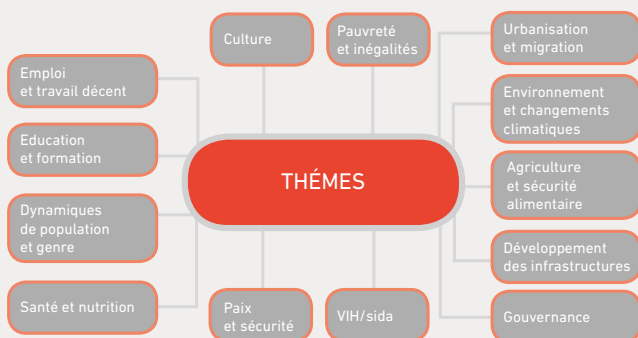 Culture
Pauvreté
et inégalités
Urbanisation
et migration
Emploi
et travail décent
Environnement
et changements
climatiques
Education
et formation
THÉMES
Agriculture
et sécurité
alimentaire
Dynamiques
de population
et genre
Développement
des infrastructures
Santé et nutrition
Paix
et sécurité
VIH/sida
Gouvernance